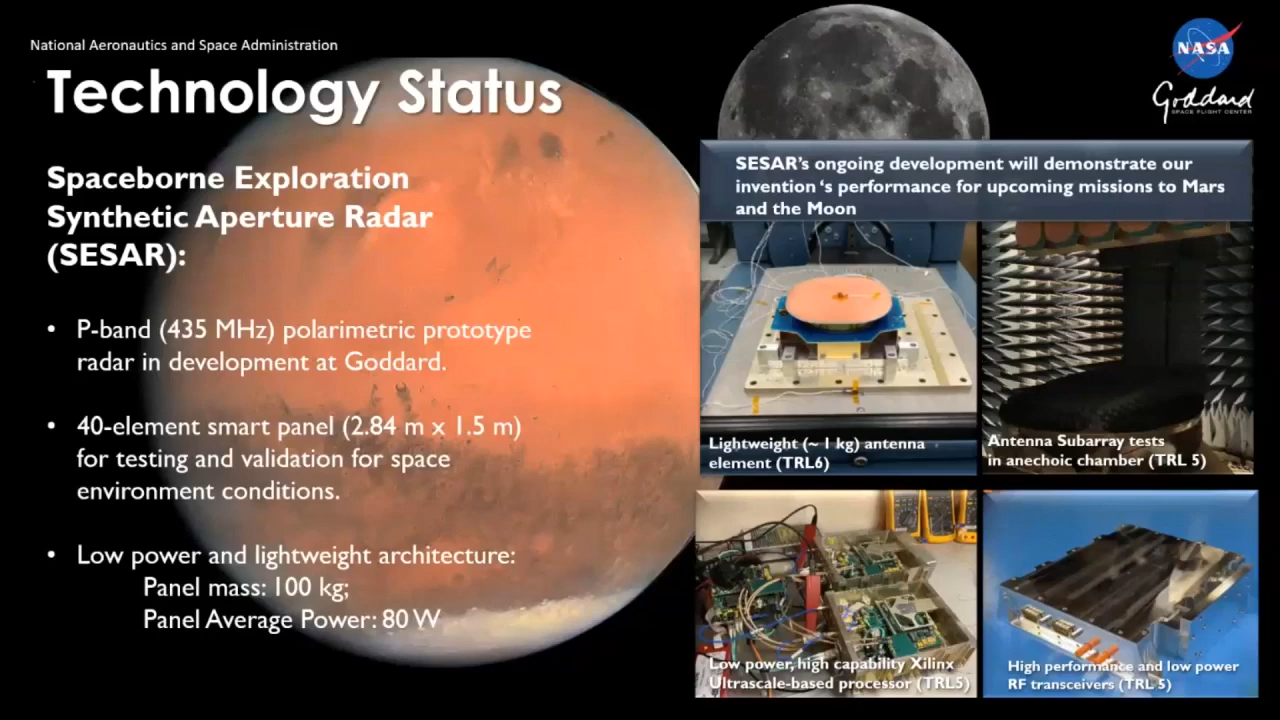 National Aeronautics and Space Administration
Technology Status
NASA
Goddard
SPACE FLIGHT CENTER
Spaceborne Exploration
Synthetic Aperture Radar
(SESAR):
• P-band (435 MHz) polarimetric prototype
radar in development at Goddard.
• 40-element smart panel (2.84 m x 1.5 m)
for testing and validation for space
environment conditions.
• Low power and lightweight architecture:
Panel mass: 100 kg;
Panel Average Power: 80 W
SESAR's ongoing development will demonstrate our
invention 's performance for upcoming missions to Mars
and the Moon
Lightweight (~ 1 kg) antenna
element (TRL6)
Antenna Subarray tests
in anechoic chamber (TRL 5)
Low power, high capability Xilinx
Ultrascale-based processor (TRL5)
High performance and low power
RF transceivers (TRL 5)